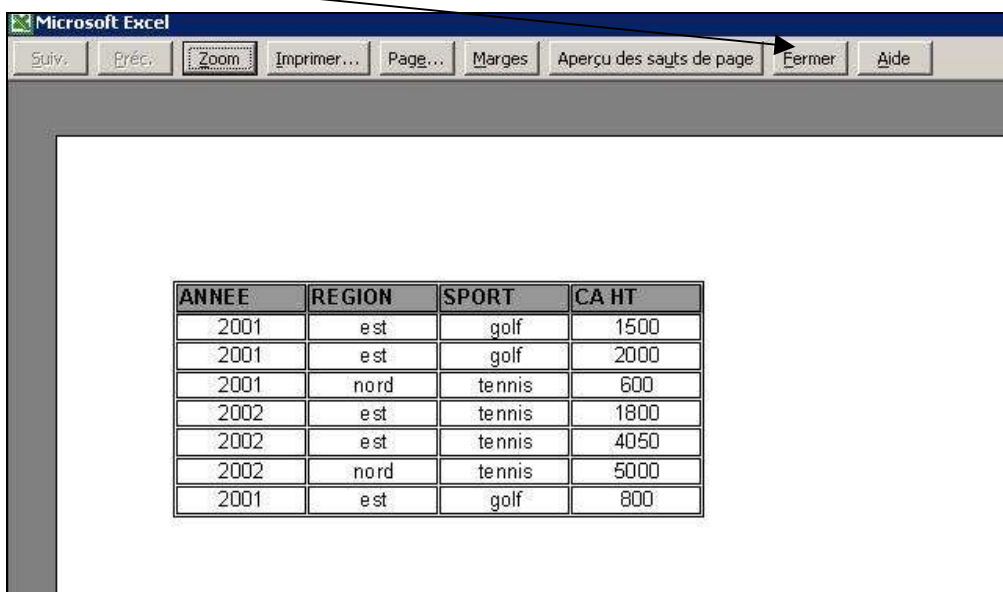 Microsoft Excel
Suiv. Préc. Zoom Imprimer... Page... Marges Aperçu des sauts de page Fermer Aide
ANNEE REGION SPORT CA HT
2001 est golf 1500
2001 est golf 2000
2001 nord tennis 600
2002 est tennis 1800
2002 est tennis 4050
2002 nord tennis 5000
2001 est golf 800